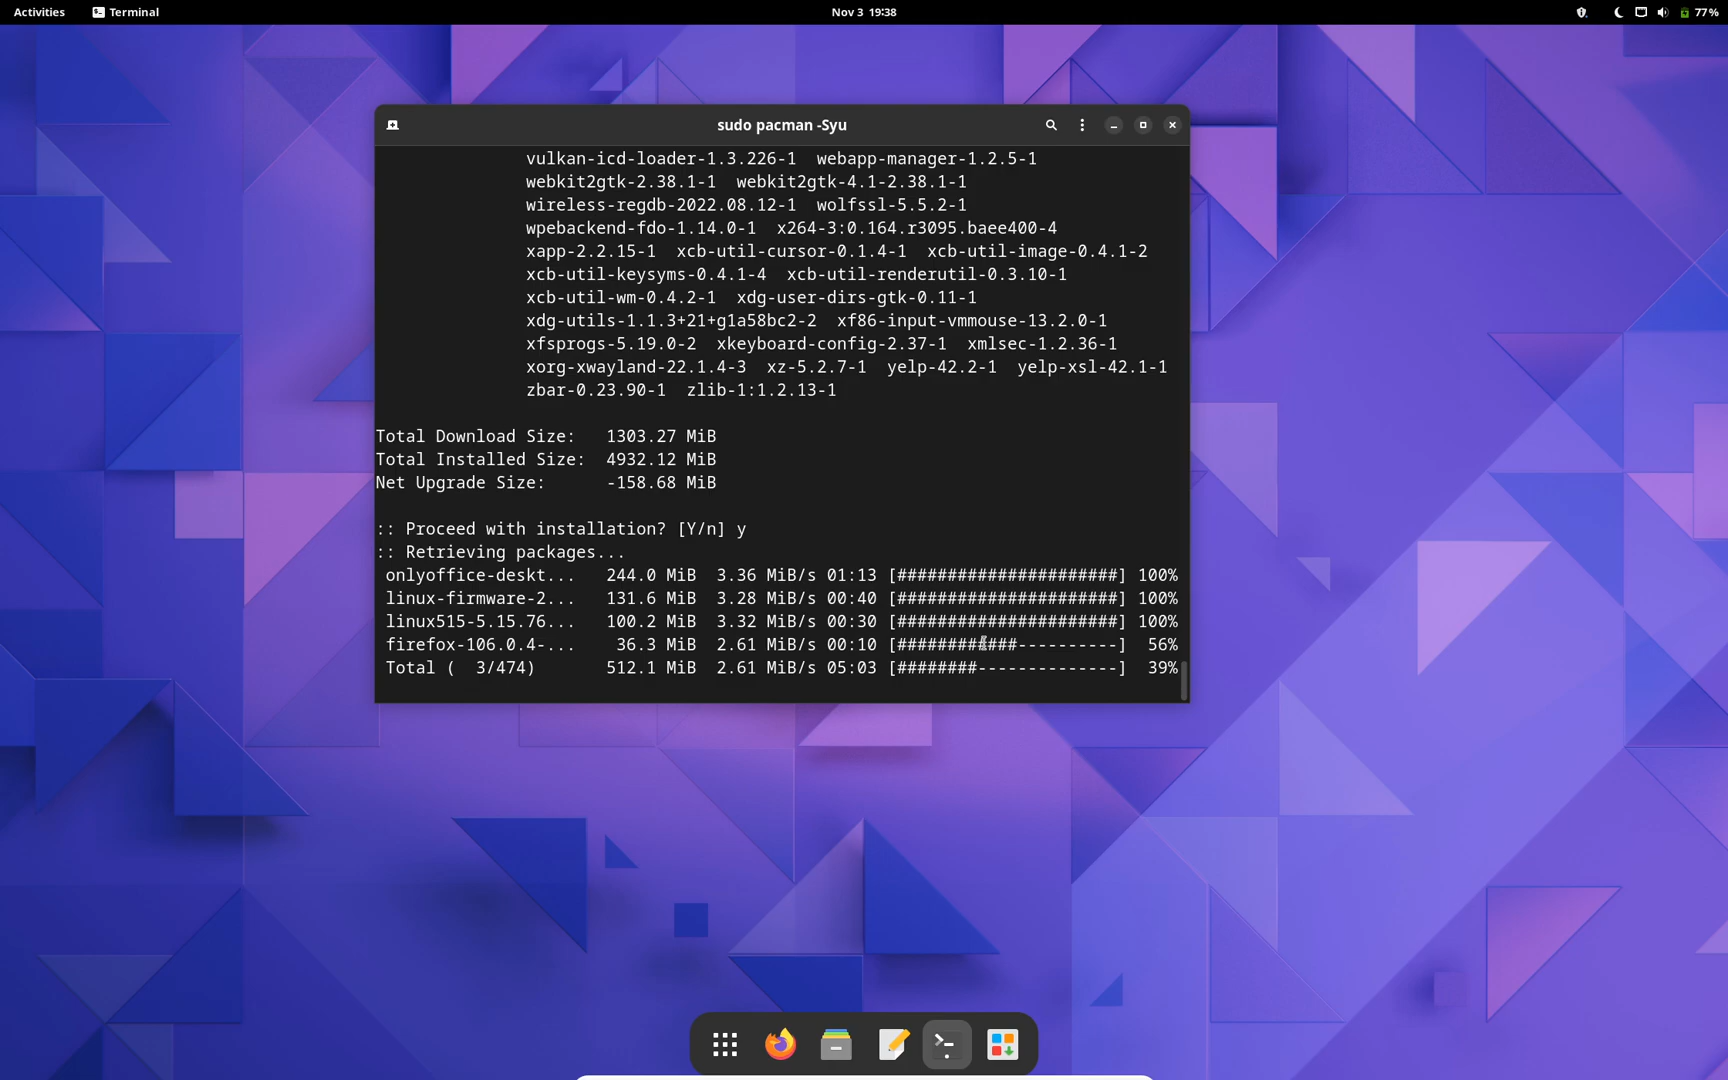 Activities Terminal Nov 3 19:38 77%
sudo pacman -Syu
vulkan-icd-loader-1.3.226-1 webapp-manager-1.2.5-1
webkit2gtk-2.38.1-1 webkit2gtk-4.1-2.38.1-1
wireless-regdb-2022.08.12-1 wolfssl-5.5.2-1
wpebackend-fdo-1.14.0-1 x264-3:0.164.r3095.baee400-4
xapp-2.2.15-1 xcb-util-cursor-0.1.4-1 xcb-util-image-0.4.1-2
xcb-util-keysyms-0.4.1-4 xcb-util-renderutil-0.3.10-1
xcb-util-wm-0.4.2-1 xdg-user-dirs-gtk-0.11-1
xdg-utils-1.1.3+21+g1a58bc2-2 xf86-input-vmmouse-13.2.0-1
xfsprogs-5.19.0-2 xkeyboard-config-2.37-1 xmlsec-1.2.36-1
xorg-xwayland-22.1.4-3 xz-5.2.7-1 yelp-42.2-1 yelp-xsl-42.1-1
zbar-0.23.90-1 zlib-1:1.2.13-1
Total Download Size: 1303.27 MiB
Total Installed Size: 4932.12 MiB
Net Upgrade Size: -158.68 MiB
:: Proceed with installation? [Y/n] y
:: Retrieving packages...
onlyoffice-deskt... 244.0 MiB 3.36 MiB/s 01:13 [######################] 100%
linux-firmware-2... 131.6 MiB 3.28 MiB/s 00:40 [######################] 100%
linux515-5.15.76... 100.2 MiB 3.32 MiB/s 00:30 [######################] 100%
firefox-106.0.4-... 36.3 MiB 2.61 MiB/s 00:10 [############----------] 56%
Total ( 3/474) 512.1 MiB 2.61 MiB/s 05:03 [########--------------] 39%